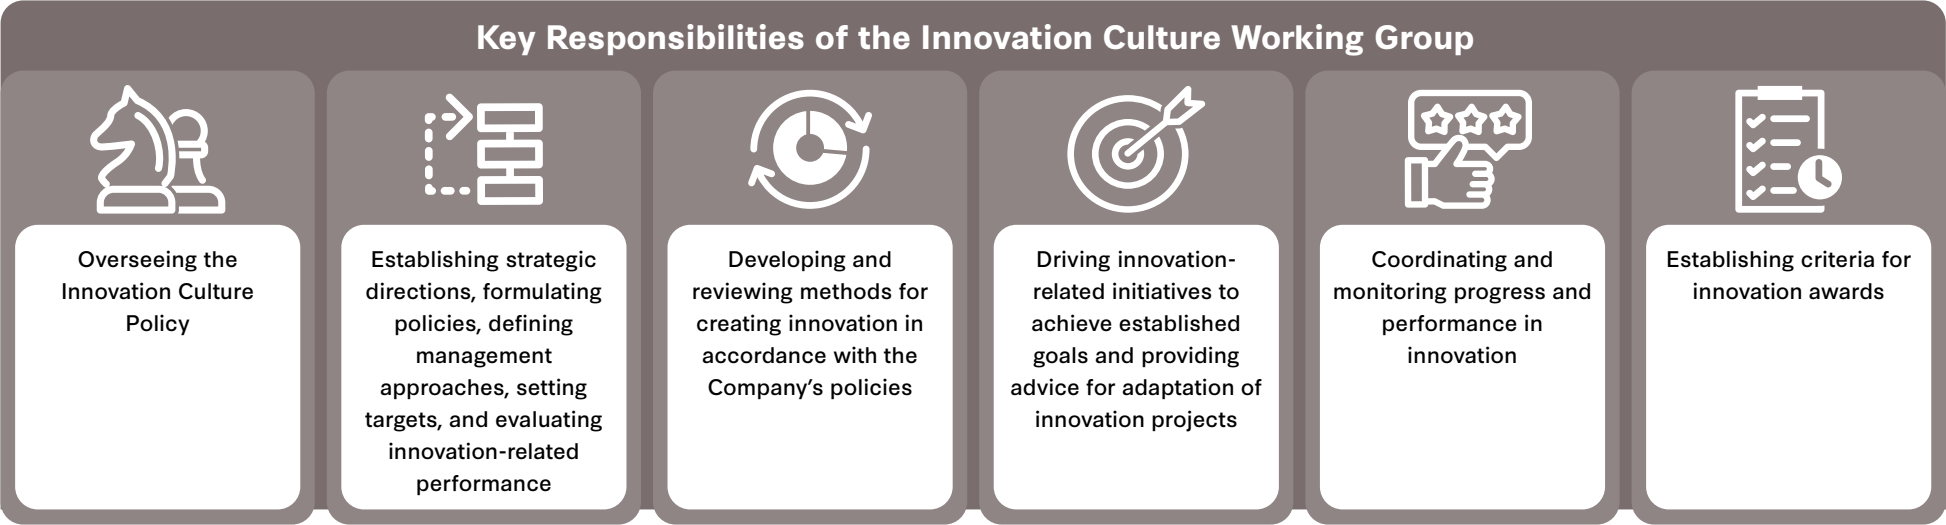 Key Responsibilities of the Innovation Culture Working Group
Overseeing the
Innovation Culture
Policy
Establishing strategic
directions, formulating
policies, defining
management
approaches, setting
targets, and evaluating
innovation-related
performance
Developing and
reviewing methods for
creating innovation in
accordance with the
Company’s policies
Driving innovation-
related initiatives to
achieve established
goals and providing
advice for adaptation of
innovation projects
Coordinating and
monitoring progress and
performance in
innovation
Establishing criteria for
innovation awards